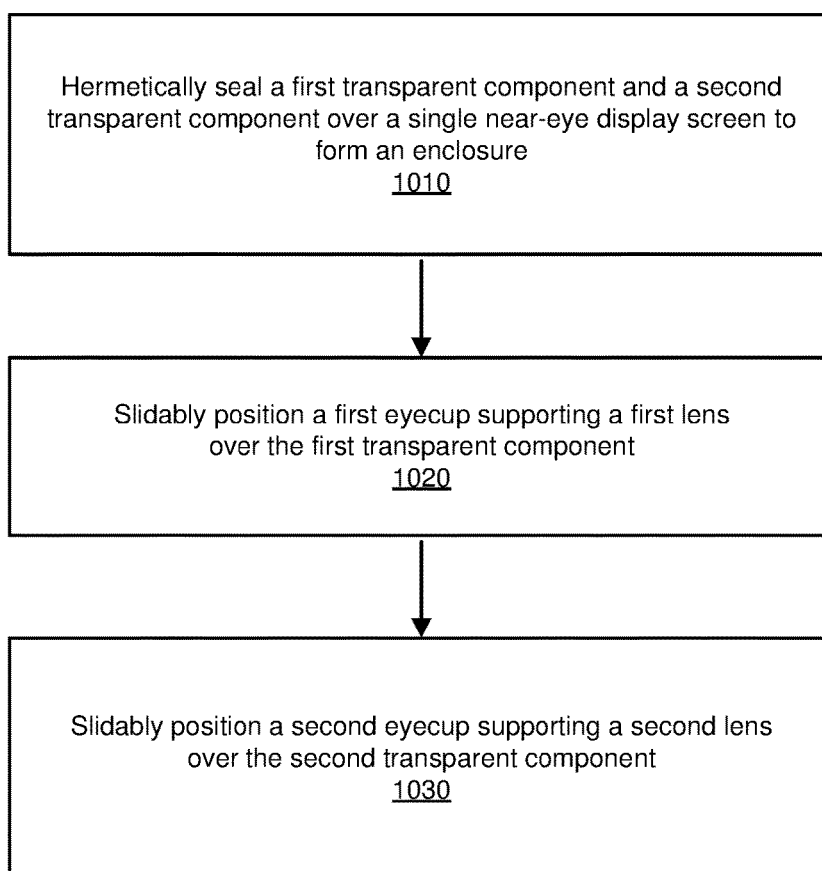 Hermetically seal a first transparent component and a second
transparent component over a single near-eye display screen to
form an enclosure
1010
Slidably position a first eyecup supporting a first lens
over the first transparent component
1020
Slidably position a second eyecup supporting a second lens
over the second transparent component
1030